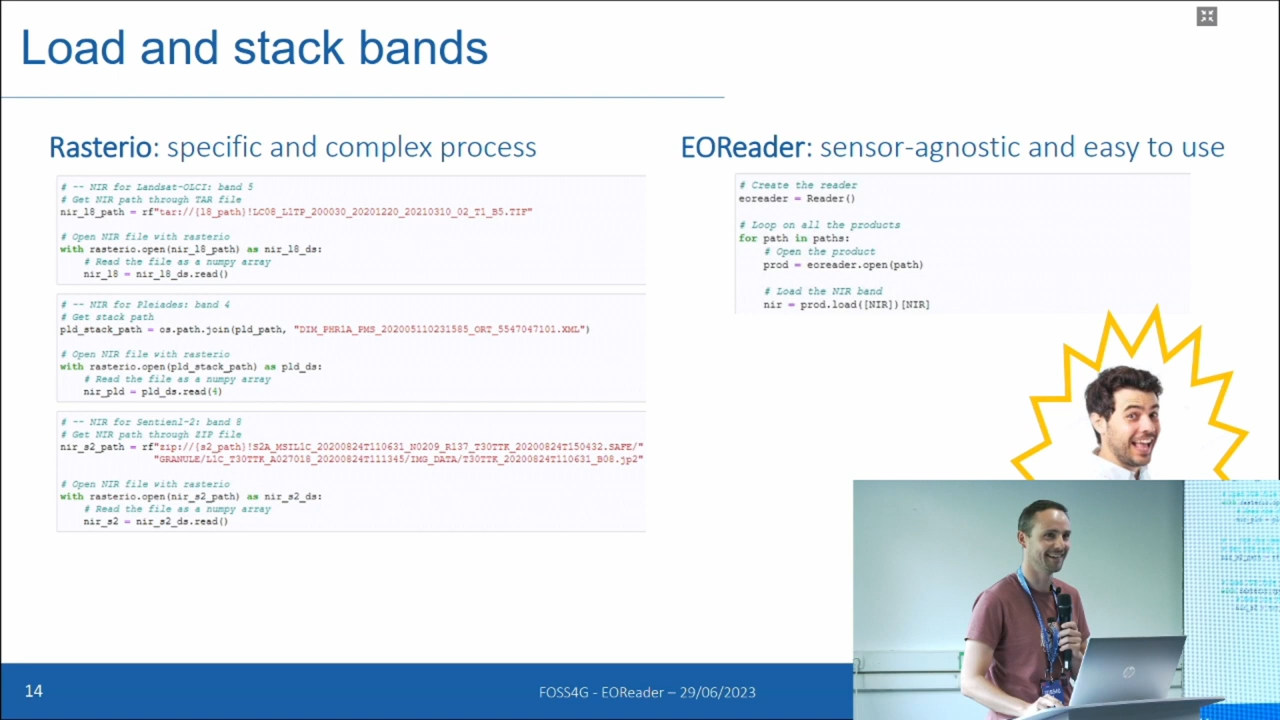 Load and stack bands
Rasterio: specific and complex process
# -- NIR for Landsat-OLCI: band 5
# Get NIR path through TAR file
nir_l8_path = rf"tar://{l8_path}!LC08_L1TP_200030_20201220_20210310_02_T1_B5.TIF"
# Open NIR file with rasterio
with rasterio.open(nir_l8_path) as nir_l8_ds:
# Read the file as a numpy array
nir_l8 = nir_l8_ds.read()
# -- NIR for Pleiades: band 4
# Get stack path
pld_stack_path = os.path.join(pld_path, "DIM_PHR1A_PMS_202005110231585_ORT_5547047101.XML")
# Open NIR file with rasterio
with rasterio.open(pld_stack_path) as pld_ds:
# Read the file as a numpy array
nir_pld = pld_ds.read(4)
# -- NIR for Sentienl-2: band 8
# Get NIR path through ZIP file
nir_s2_path = rf"zip://{s2_path}!S2A_MSIL1C_20200824T110631_N0209_R137_T30TTK_20200824T150432.SAFE/"
"GRANULE/L1C_T30TTK_A027018_20200824T111345/IMG_DATA/T30TTK_20200824T110631_B08.jp2"
# Open NIR file with rasterio
with rasterio.open(nir_s2_path) as nir_s2_ds:
# Read the file as a numpy array
nir_s2 = nir_s2_ds.read()
EOReader: sensor-agnostic and easy to use
# Create the reader
eoreader = Reader()
# Loop on all the products
for path in paths:
# Open the product
prod = eoreader.open(path)
# Load the NIR band
nir = prod.load([NIR])[NIR]
14
FOSS4G - EOReader – 29/06/2023